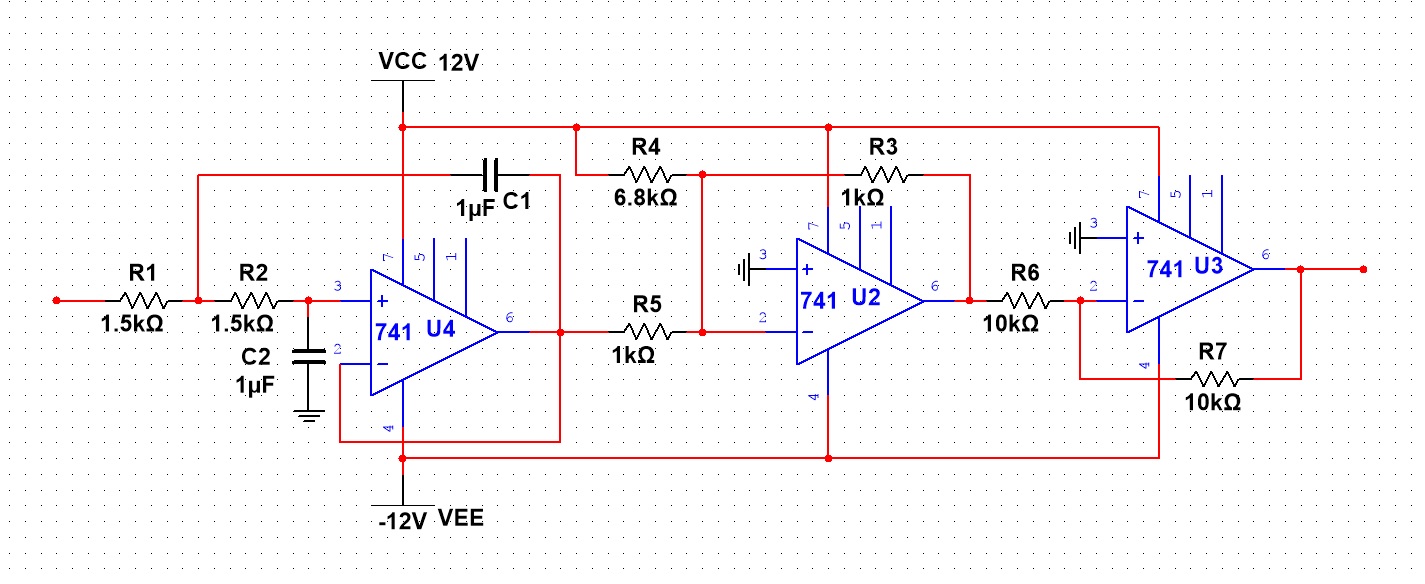 VCC 12V
R4
6.8kΩ
R3
1kΩ
1µF C1
7 5 1
7 5 1
7 5 1
R1
1.5kΩ
R2
1.5kΩ
C2
1µF
3
2
+
−
741 U4
6
4
R5
1kΩ
3
2
+
−
741 U2
6
4
R6
10kΩ
3
2
+
−
741 U3
6
4
R7
10kΩ
-12V VEE